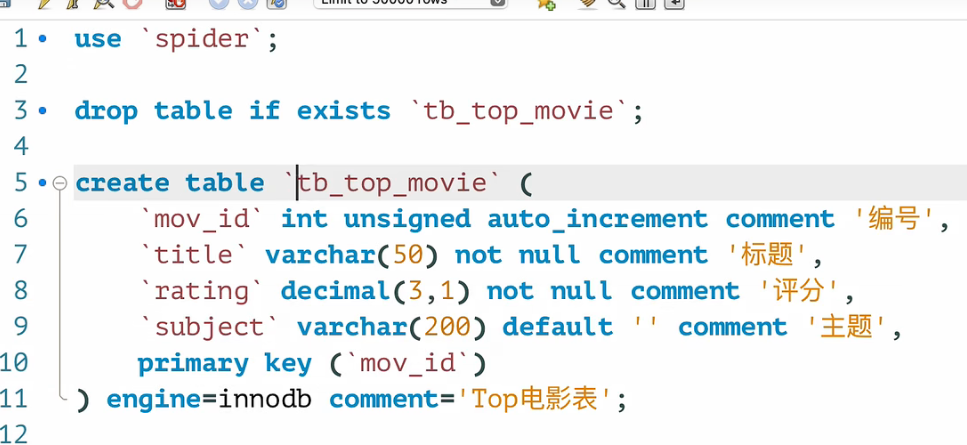 Limit to 50000 rows
1 use `spider`;
2
3 drop table if exists `tb_top_movie`;
4
5 create table `tb_top_movie` (
6 `mov_id` int unsigned auto_increment comment '编号',
7 `title` varchar(50) not null comment '标题',
8 `rating` decimal(3,1) not null comment '评分',
9 `subject` varchar(200) default '' comment '主题',
10 primary key (`mov_id`)
11 ) engine=innodb comment='Top电影表';
12